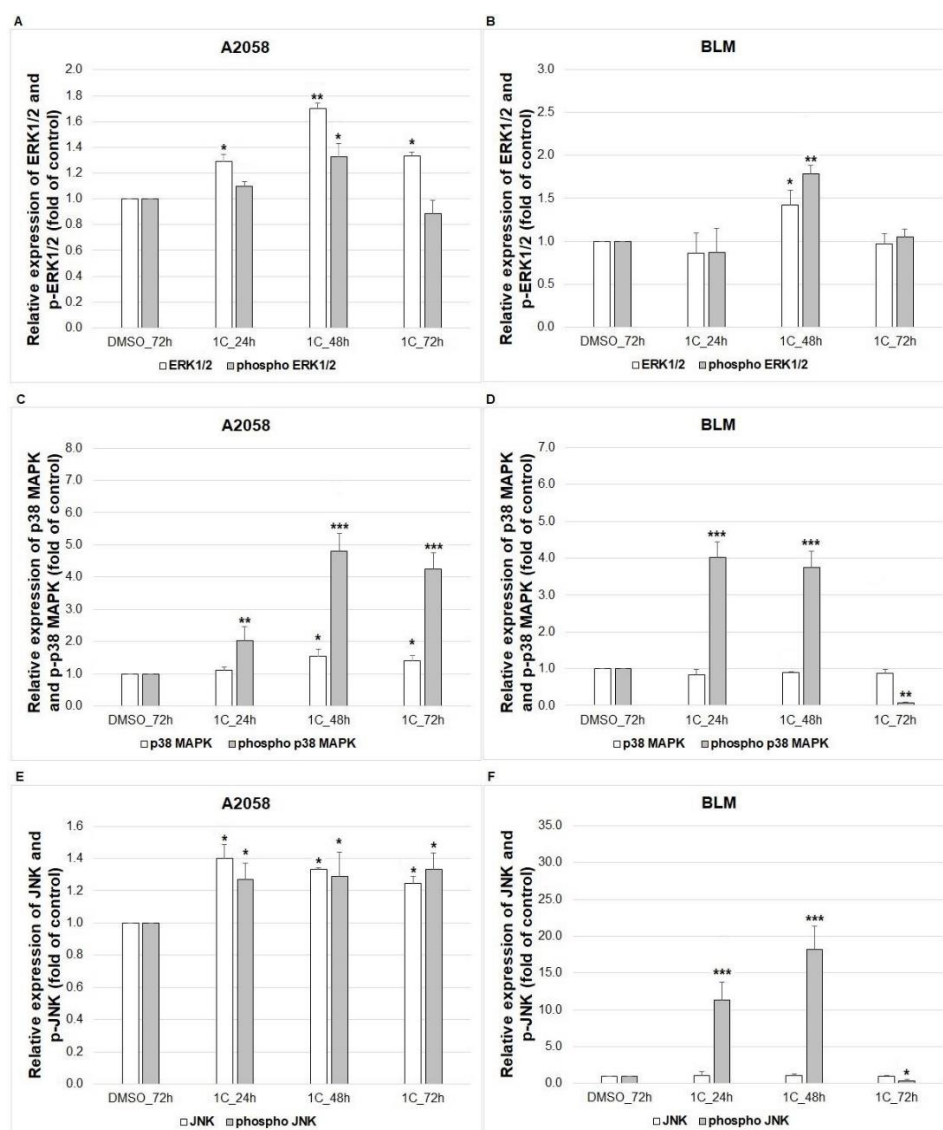 A
A2058
Relative expression of ERK1/2 and
p-ERK1/2 (fold of control)
2.0
1.8
1.6
1.4
1.2
1.0
0.8
0.6
0.4
0.2
0.0
*
**
*
*
DMSO_72h 1C_24h 1C_48h 1C_72h
ERK1/2 phospho ERK1/2
B
BLM
Relative expression of ERK1/2 and
p-ERK1/2 (fold of control)
3.0
2.5
2.0
1.5
1.0
0.5
0.0
*
**
DMSO_72h 1C_24h 1C_48h 1C_72h
ERK1/2 phospho ERK1/2
C
A2058
Relative expression of p38 MAPK
and p-p38 MAPK (fold of control)
8.0
7.0
6.0
5.0
4.0
3.0
2.0
1.0
0.0
**
*
***
*
***
DMSO_72h 1C_24h 1C_48h 1C_72h
p38 MAPK phospho p38 MAPK
D
BLM
Relative expression of p38 MAPK
and p-p38 MAPK (fold of control)
7.0
6.0
5.0
4.0
3.0
2.0
1.0
0.0
***
***
**
DMSO_72h 1C_24h 1C_48h 1C_72h
p38 MAPK phospho p38 MAPK
E
A2058
Relative expression of JNK and
p-JNK (fold of control)
1.6
1.4
1.2
1.0
0.8
0.6
0.4
0.2
0.0
*
*
*
*
*
*
DMSO_72h 1C_24h 1C_48h 1C_72h
JNK phospho JNK
F
BLM
Relative expression of JNK and
p-JNK (fold of control)
35.0
30.0
25.0
20.0
15.0
10.0
5.0
0.0
***
***
*
DMSO_72h 1C_24h 1C_48h 1C_72h
JNK phospho JNK